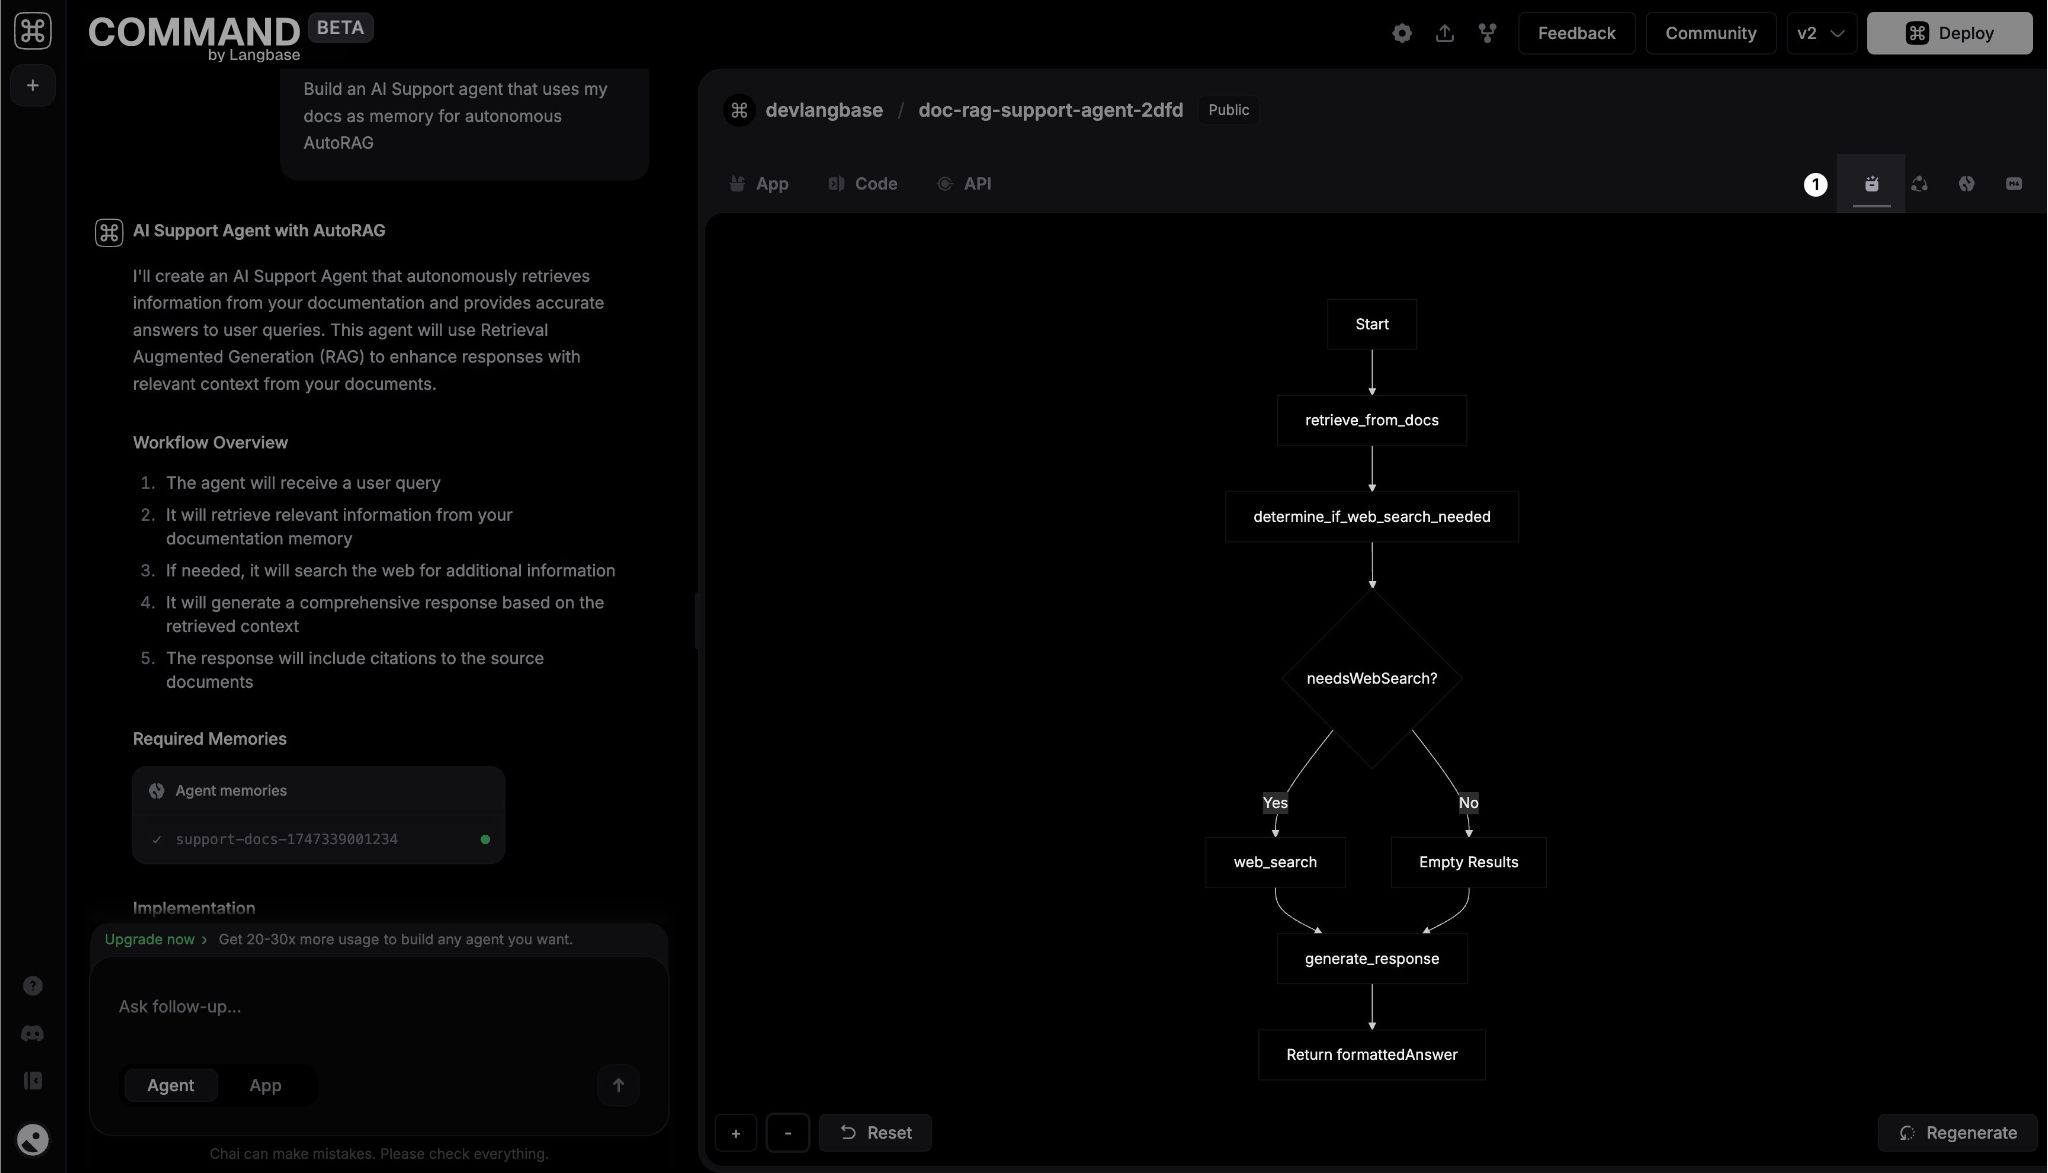 COMMAND BETA
by Langbase
Feedback
Community
v2
Deploy
Build an AI Support agent that uses my
docs as memory for autonomous
AutoRAG
AI Support Agent with AutoRAG
I'll create an AI Support Agent that autonomously retrieves
information from your documentation and provides accurate
answers to user queries. This agent will use Retrieval
Augmented Generation (RAG) to enhance responses with
relevant context from your documents.
Workflow Overview
1. The agent will receive a user query
2. It will retrieve relevant information from your
documentation memory
3. If needed, it will search the web for additional information
4. It will generate a comprehensive response based on the
retrieved context
5. The response will include citations to the source
documents
Required Memories
Agent memories
support-docs-1747339001234
Implementation
Upgrade now › Get 20-30x more usage to build any agent you want.
Ask follow-up...
Agent
App
Chai can make mistakes. Please check everything.
devlangbase / doc-rag-support-agent-2dfd Public
App
Code
API
1
Start
retrieve_from_docs
determine_if_web_search_needed
needsWebSearch?
Yes
No
web_search
Empty Results
generate_response
Return formattedAnswer
+
-
Reset
Regenerate